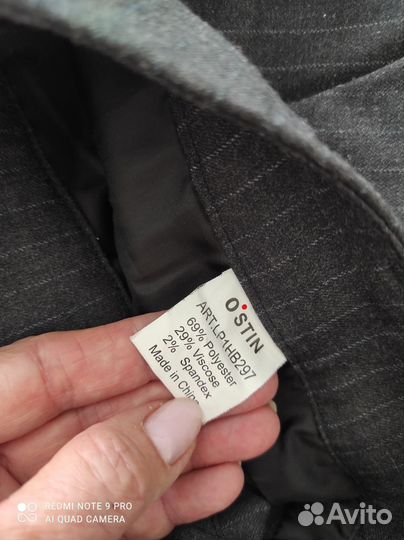 O'STIN
ART.LP1HB297
69% Polyester
29% Viscose
2% Spandex
Made in China
REDMI NOTE 9 PRO
AI QUAD CAMERA
Avito